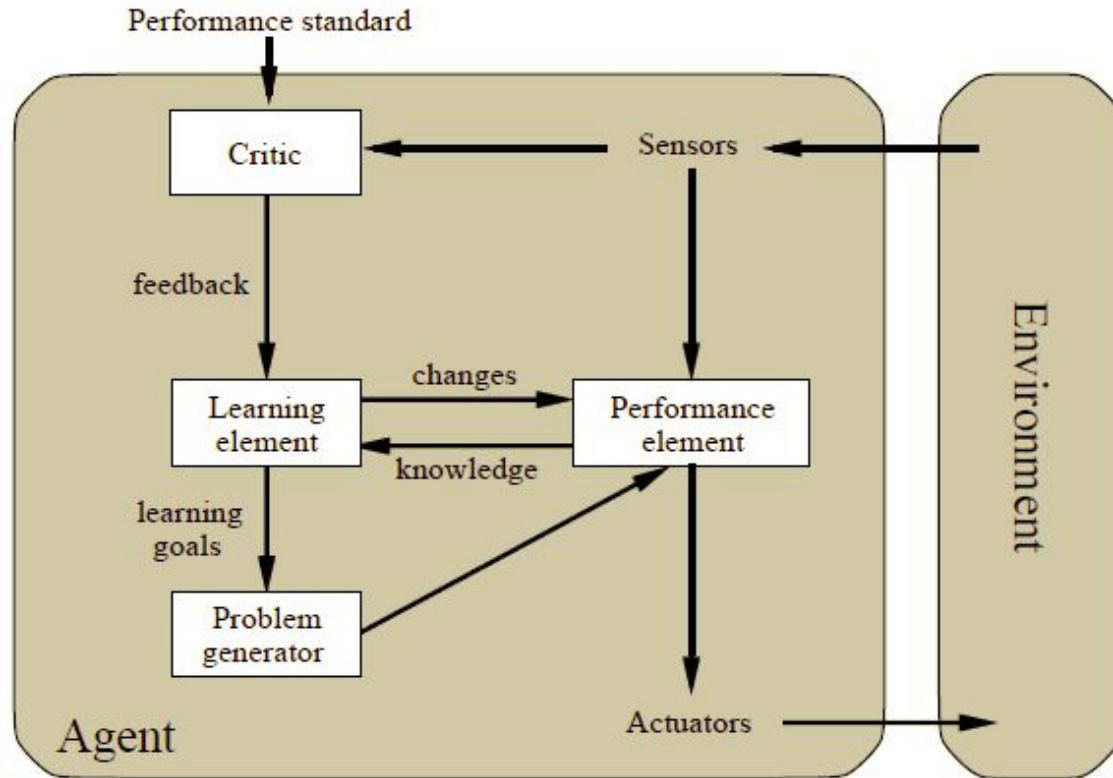 Performance standard
Critic
Sensors
feedback
changes
Learning
element
Performance
element
knowledge
learning
goals
Problem
generator
Agent
Actuators
Environment